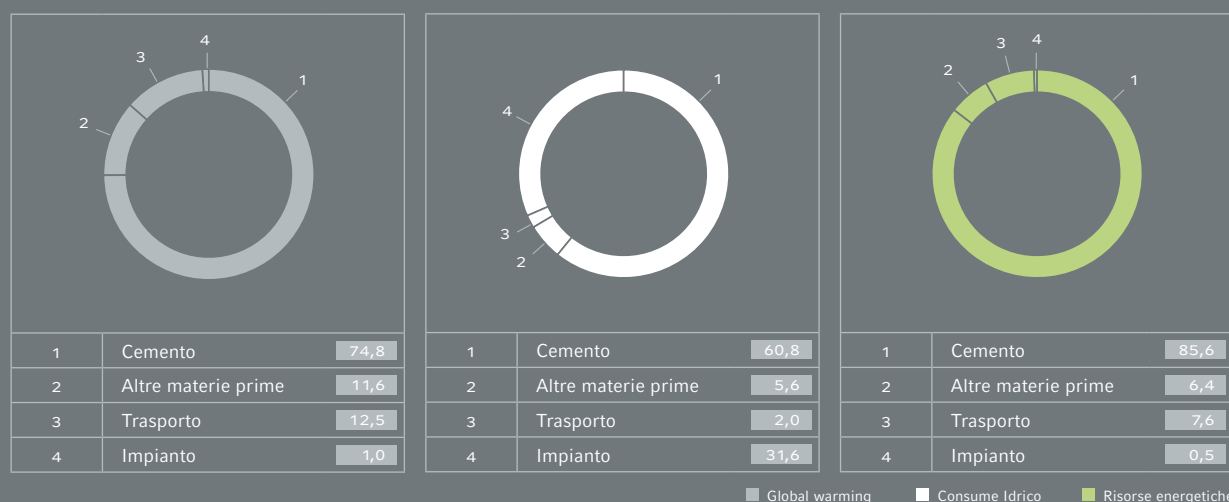 4
3
1
2
1
4
3
2
4
3
2
1
1 Cemento 74,8
2 Altre materie prime 11,6
3 Trasporto 12,5
4 Impianto 1,0
1 Cemento 60,8
2 Altre materie prime 5,6
3 Trasporto 2,0
4 Impianto 31,6
1 Cemento 85,6
2 Altre materie prime 6,4
3 Trasporto 7,6
4 Impianto 0,5
Global warming Consume Idrico Risorse energetiche